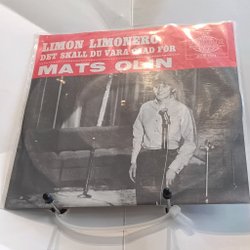 LIMON LIMONERO
DET SKALL DU VARA GLAD FÖR
MATS OLIN